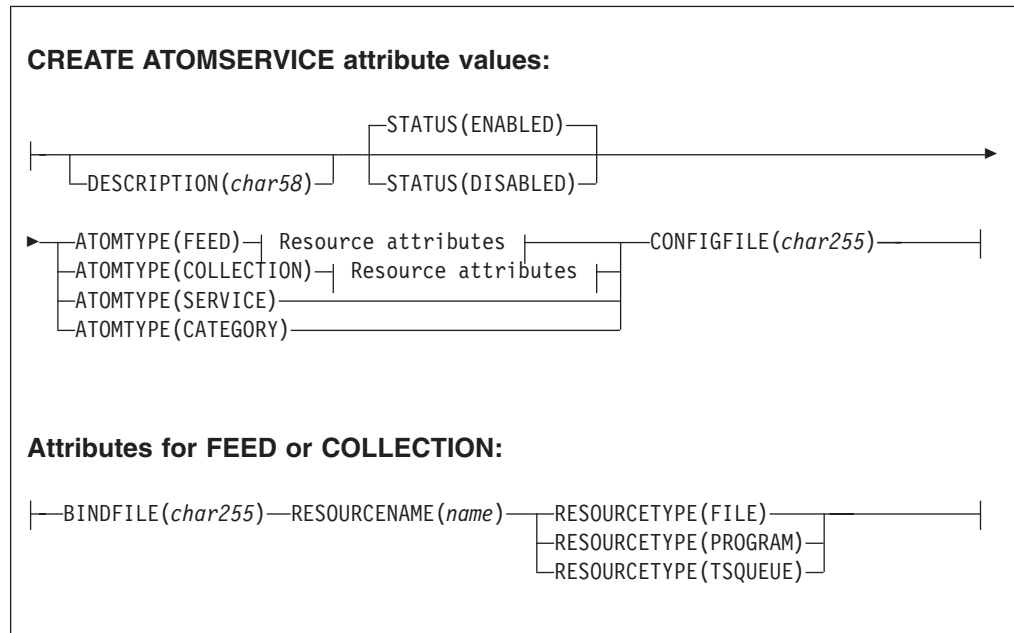 CREATE ATOMSERVICE attribute values:
STATUS(ENABLED)
DESCRIPTION(char58) STATUS(DISABLED)
ATOMTYPE(FEED) Resource attributes CONFIGFILE(char255)
ATOMTYPE(COLLECTION) Resource attributes
ATOMTYPE(SERVICE)
ATOMTYPE(CATEGORY)
Attributes for FEED or COLLECTION:
BINDFILE(char255) RESOURCENAME(name) RESOURCETYPE(FILE)
RESOURCETYPE(PROGRAM)
RESOURCETYPE(TSQUEUE)